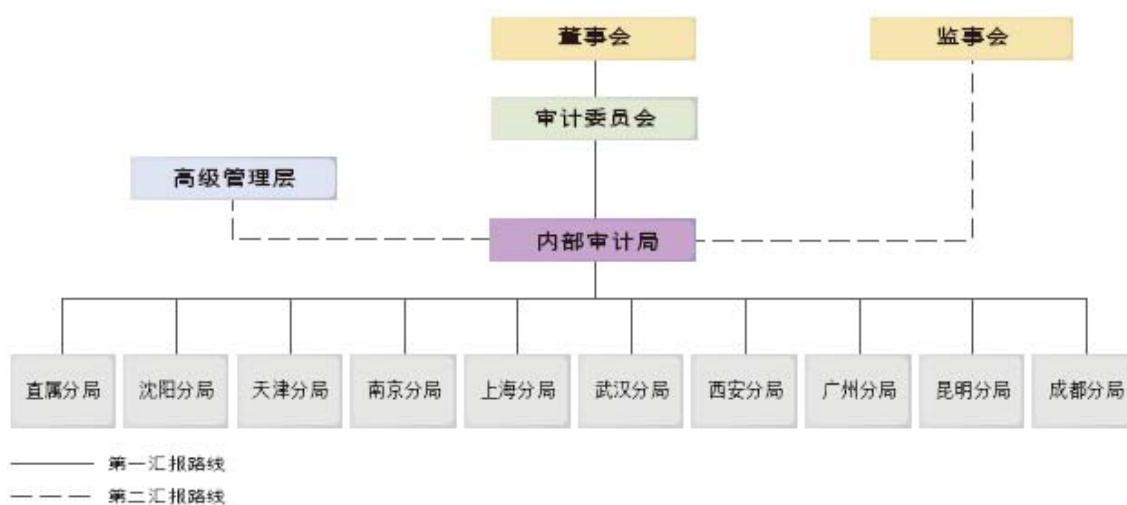 董事会
监事会
审计委员会
高级管理层
内部审计局
直属分局
沈阳分局
天津分局
南京分局
上海分局
武汉分局
西安分局
广州分局
昆明分局
成都分局
第一汇报路线
第二汇报路线